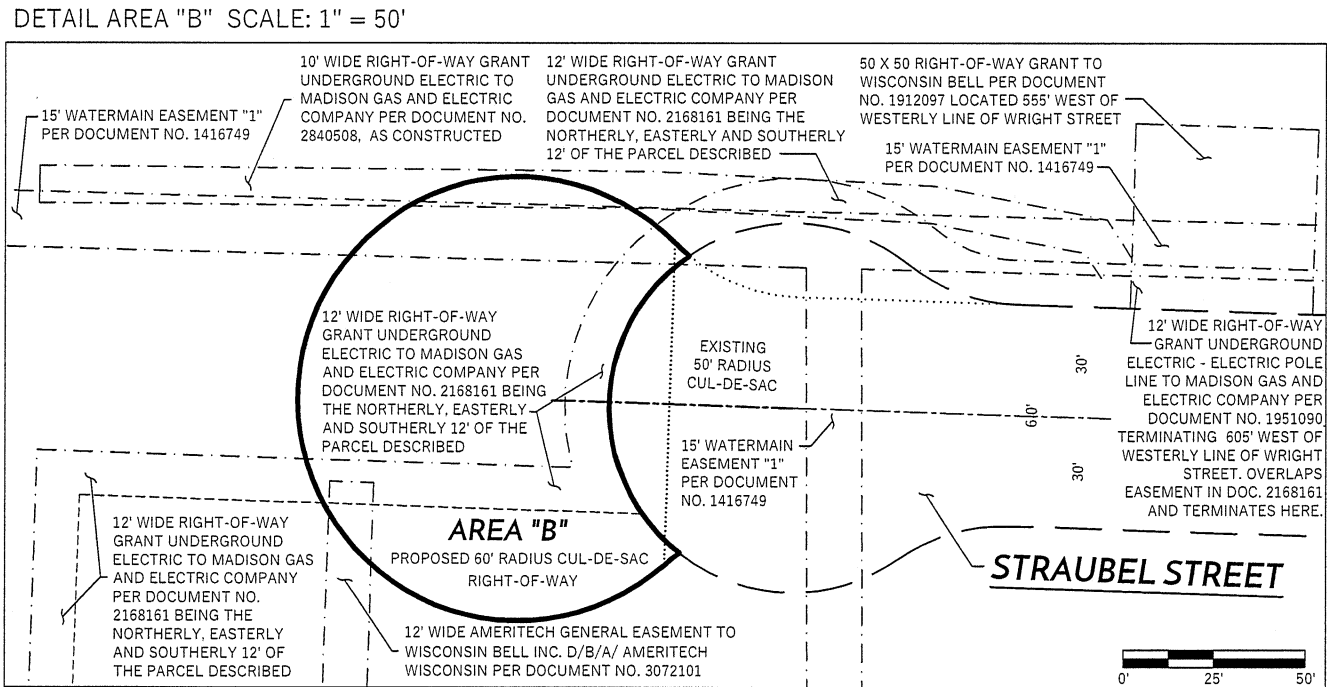 DETAIL AREA "B" SCALE: 1" = 50'
15' WATERMAIN EASEMENT "1"
PER DOCUMENT NO. 1416749
10' WIDE RIGHT-OF-WAY GRANT
UNDERGROUND ELECTRIC TO
MADISON GAS AND ELECTRIC
COMPANY PER DOCUMENT NO.
2840508, AS CONSTRUCTED
12' WIDE RIGHT-OF-WAY GRANT
UNDERGROUND ELECTRIC TO MADISON
GAS AND ELECTRIC COMPANY PER
DOCUMENT NO. 2168161 BEING THE
NORTHERLY, EASTERLY AND SOUTHERLY
12' OF THE PARCEL DESCRIBED
50 X 50 RIGHT-OF-WAY GRANT TO
WISCONSIN BELL PER DOCUMENT
NO. 1912097 LOCATED 555' WEST OF
WESTERLY LINE OF WRIGHT STREET
15' WATERMAIN EASEMENT "1"
PER DOCUMENT NO. 1416749
12' WIDE RIGHT-OF-WAY
GRANT UNDERGROUND
ELECTRIC TO MADISON GAS
AND ELECTRIC COMPANY PER
DOCUMENT NO. 2168161 BEING
THE NORTHERLY, EASTERLY
AND SOUTHERLY 12' OF THE
PARCEL DESCRIBED
EXISTING
50' RADIUS
CUL-DE-SAC
15' WATERMAIN
EASEMENT "1"
PER DOCUMENT
NO. 1416749
30'
60'
30'
12' WIDE RIGHT-OF-WAY
GRANT UNDERGROUND
ELECTRIC - ELECTRIC POLE
LINE TO MADISON GAS AND
ELECTRIC COMPANY PER
DOCUMENT NO. 1951090
TERMINATING 605' WEST OF
WESTERLY LINE OF WRIGHT
STREET. OVERLAPS
EASEMENT IN DOC. 2168161
AND TERMINATES HERE.
12' WIDE RIGHT-OF-WAY
GRANT UNDERGROUND
ELECTRIC TO MADISON GAS
AND ELECTRIC COMPANY
PER DOCUMENT NO.
2168161 BEING THE
NORTHERLY, EASTERLY
AND SOUTHERLY 12' OF
THE PARCEL DESCRIBED
AREA "B"
PROPOSED 60' RADIUS CUL-DE-SAC
RIGHT-OF-WAY
12' WIDE AMERITECH GENERAL EASEMENT TO
WISCONSIN BELL INC. D/B/A/ AMERITECH
WISCONSIN PER DOCUMENT NO. 3072101
STRAUBEL STREET
0' 25' 50'